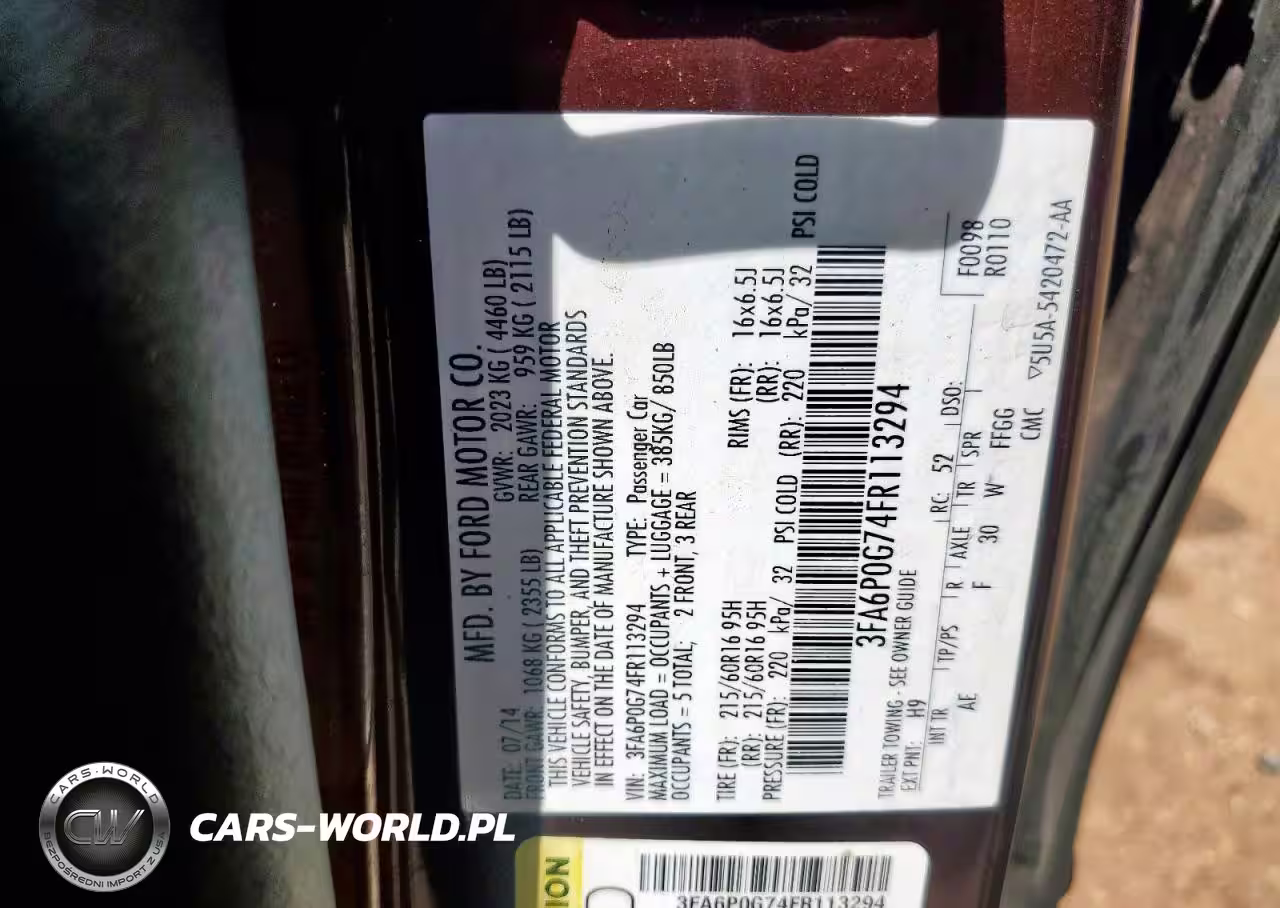 MFD. BY FORD MOTOR CO.
DATE: 07/14 GVWR: 2023 KG ( 4460 LB)
FRONT GAWR: 1068 KG ( 2355 LB) REAR GAWR: 959 KG ( 2115 LB)
THIS VEHICLE CONFORMS TO ALL APPLICABLE FEDERAL MOTOR
VEHICLE SAFETY, BUMPER, AND THEFT PREVENTION STANDARDS
IN EFFECT ON THE DATE OF MANUFACTURE SHOWN ABOVE.
VIN: 3FA6P0G74FR113294 TYPE: Passenger Car
MAXIMUM LOAD = OCCUPANTS + LUGGAGE = 385KG/ 850LB
OCCUPANTS = 5 TOTAL, 2 FRONT, 3 REAR
TIRE (FR): 215/60R16 95H RIMS (FR): 16x6.5J
(RR): 215/60R16 95H (RR): 16x6.5J
PRESSURE (FR): 220 kPa/ 32 PSI COLD (RR): 220 kPa/ 32 PSI COLD
3FA6P0G74FR113294
TRAILER TOWING - SEE OWNER GUIDE
EXT PNT: H9 RC: 52 DSO: F0098
R0110
INT TR TP/PS R AXLE TR SPR
AE F 30 W FFGG
CMC
▽5U5A-5420472-AA
ION
3FA6P0G74FR113294
CARS-WORLD
CW
BEZPOŚREDNI IMPORT Z USA
CARS-WORLD.PL